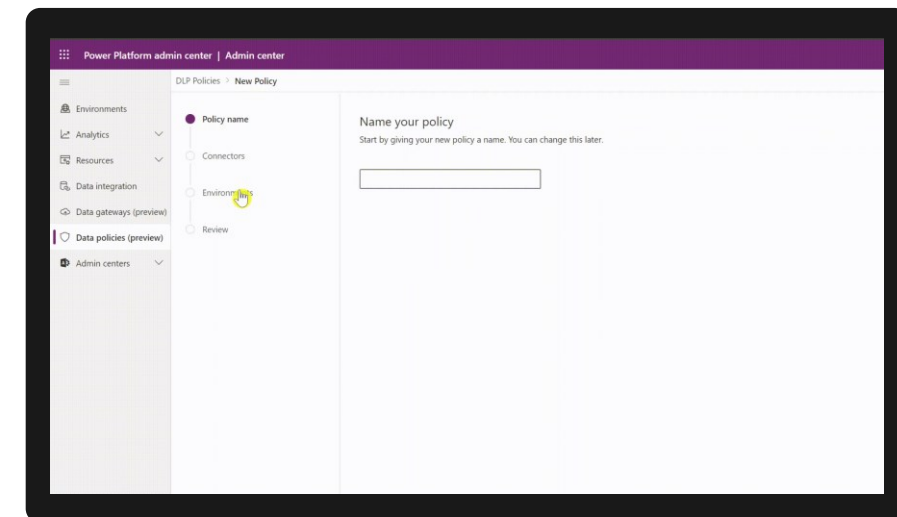 Power Platform admin center | Admin center
DLP Policies > New Policy
Environments
Analytics
Resources
Data integration
Data gateways (preview)
Data policies (preview)
Admin centers
Policy name
Connectors
Environments
Review
Name your policy
Start by giving your new policy a name. You can change this later.